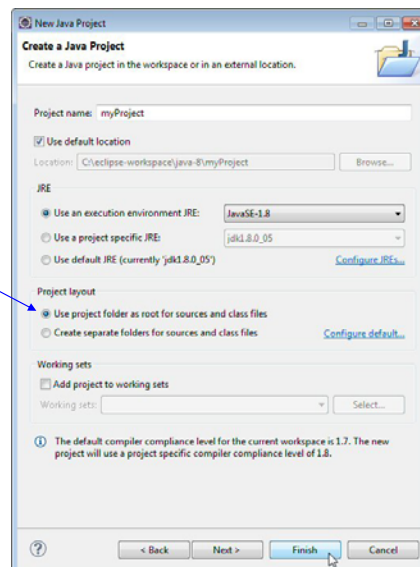 New Java Project
Create a Java Project
Create a Java project in the workspace or in an external location.
Project name: myProject
Use default location
Location: C:\eclipse-workspace\java-8\myProject Browse...
JRE
Use an execution environment JRE: JavaSE-1.8
Use a project specific JRE: jdk1.8.0_05
Use default JRE (currently 'jdk1.8.0_05') Configure JREs...
Project layout
Use project folder as root for sources and class files
Create separate folders for sources and class files Configure default...
Working sets
Add project to working sets
Working sets: Select...
The default compiler compliance level for the current workspace is 1.7. The new
project will use a project specific compiler compliance level of 1.8.
? < Back Next > Finish Cancel